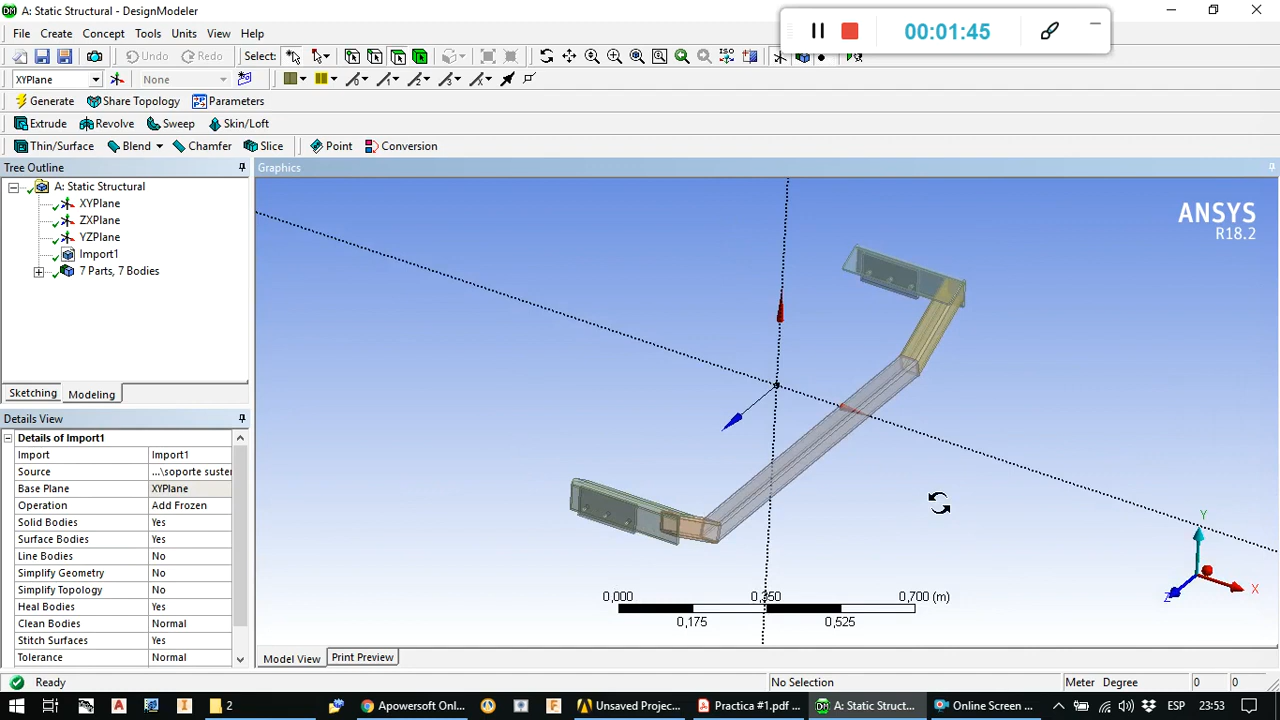 A: Static Structural - DesignModeler
00:01:45
File Create Concept Tools Units View Help
Undo Redo Select:
XYPlane None
Generate Share Topology Parameters
Extrude Revolve Sweep Skin/Loft
Thin/Surface Blend Chamfer Slice Point Conversion
Tree Outline
A: Static Structural
XYPlane
ZXPlane
YZPlane
Import1
7 Parts, 7 Bodies
Sketching Modeling
Details View
Details of Import1
Import Import1
Source ...\soporte suster
Base Plane XYPlane
Operation Add Frozen
Solid Bodies Yes
Surface Bodies Yes
Line Bodies No
Simplify Geometry No
Simplify Topology No
Heal Bodies Yes
Clean Bodies Normal
Stitch Surfaces Yes
Tolerance Normal
Graphics
ANSYS
R18.2
Y
X
Z
0,000 0,350 0,700 (m)
0,175 0,525
Model View Print Preview
Ready No Selection Meter Degree 0 0
2 Apowersoft Onl... Unsaved Projec... Practica #1.pdf ... A: Static Struct... Online Screen ... ESP 23:53